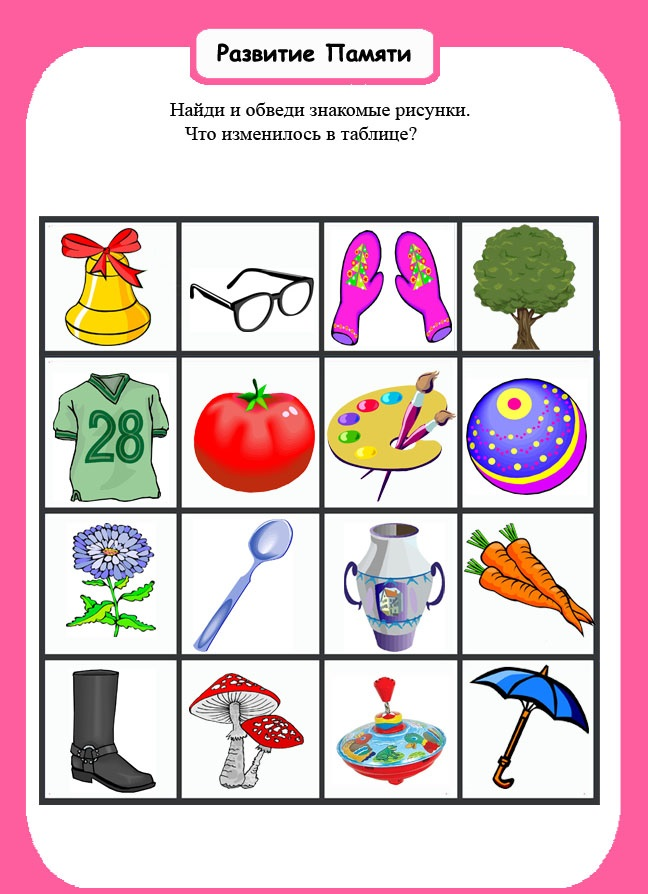 Развитие Памяти
Найди и обведи знакомые рисунки.
Что изменилось в таблице?
28